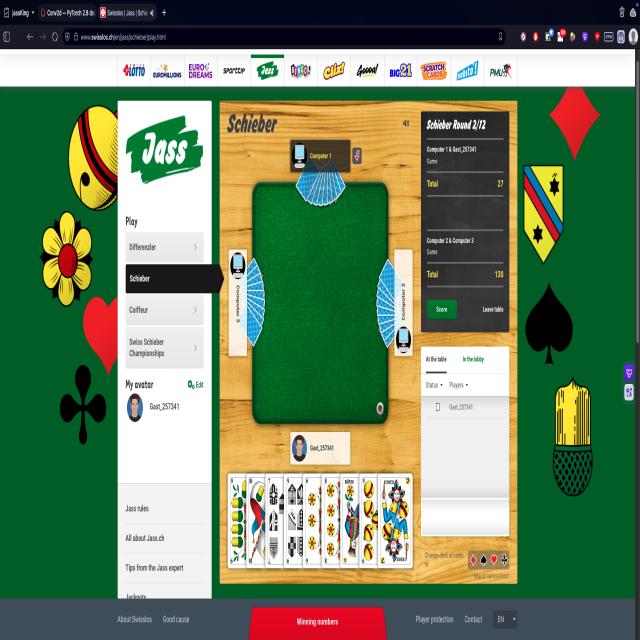 jassKing
Conv2d — PyTorch 2.8 do
Swisslos | Jass | Schi
www.swisslos.ch/en/jass/schieber/play.html
LOTTO
EUROMILLIONS
EURO DREAMS
SPORTTIP
Jass
BINGO!
Clix!
Goooal!
BIG21
SCRATCH CARDS
subito!
PMU
Jass
Play
Differenzler
Schieber
Coiffeur
Swiss Schieber
Championships
My avatar
Edit
Gast_257341
Jass rules
All about Jass.ch
Tips from the Jass expert
Jackpots
Schieber
Computer 1
Computer 3
Computer 2
Gast_257341
Schieber Round 2/12
Computer 1 & Gast_257341
Game
Total 27
Computer 2 & Computer 3
Game
Total 130
Score
Leave table
At the table
In the lobby
Status
Players
Gast_257341
Change deck of cards
to
About Swisslos
Good cause
Winning numbers
Player protection
Contact
EN